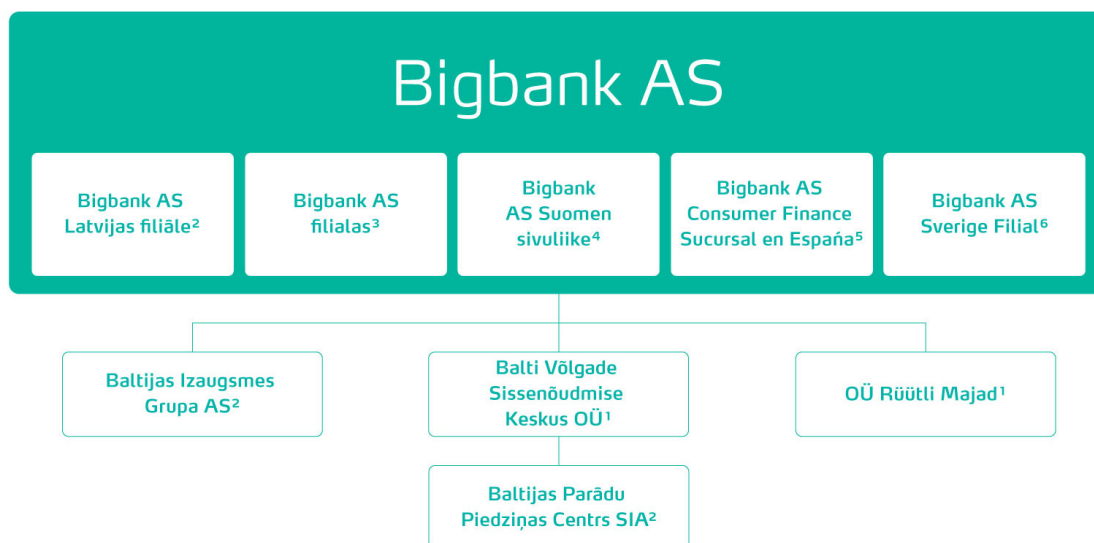 Bigbank AS
Bigbank AS
Latvijas filiāle²
Bigbank AS
filialas³
Bigbank
AS Suomen
sivuliike⁴
Bigbank AS
Consumer Finance
Sucursal en Espańa⁵
Bigbank AS
Sverige Filial⁶
Baltijas Izaugsmes
Grupa AS²
Balti Võlgade
Sissenõudmise
Keskus OÜ¹
OÜ Rüütli Majad¹
Baltijas Parādu
Piedziņas Centrs SIA²